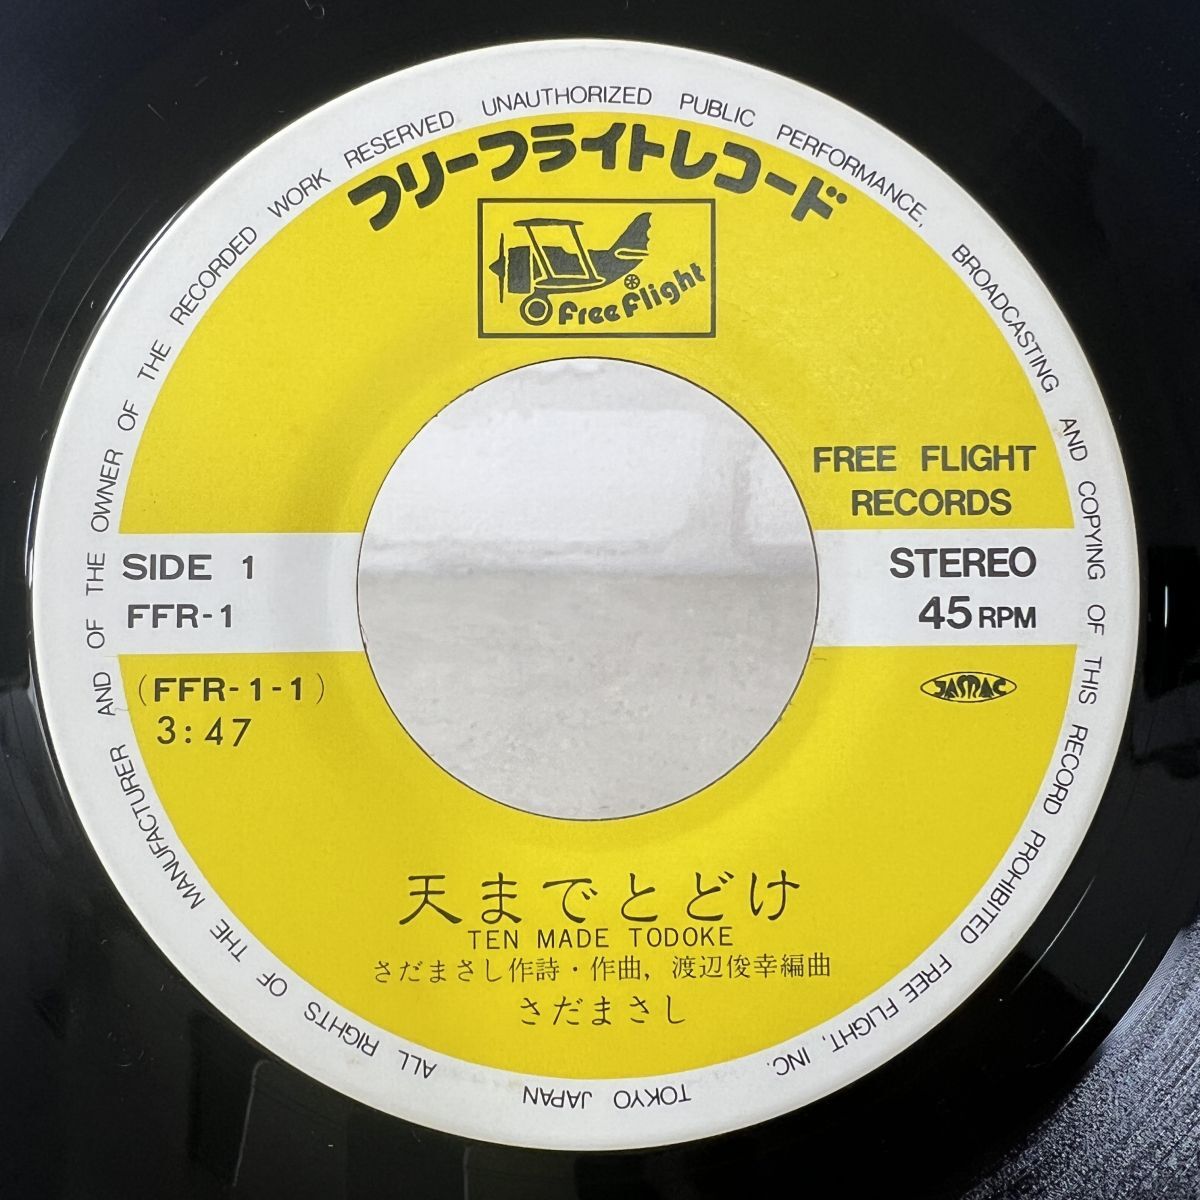 ALL RIGHTS OF THE MANUFACTURER AND OF THE OWNER OF THE RECORDED WORK RESERVED UNAUTHORIZED PUBLIC PERFORMANCE, BROADCASTING AND COPYING OF THIS RECORD PROHIBITED FREE FLIGHT, INC. TOKYO JAPAN
フリーフライトレコード
free flight
FREE FLIGHT
RECORDS
SIDE 1
FFR-1
STEREO
45 RPM
(FFR-1-1)
3:47
JASRAC
天までとどけ
TEN MADE TODOKE
さだまさし作詩・作曲, 渡辺俊幸編曲
さだまさし